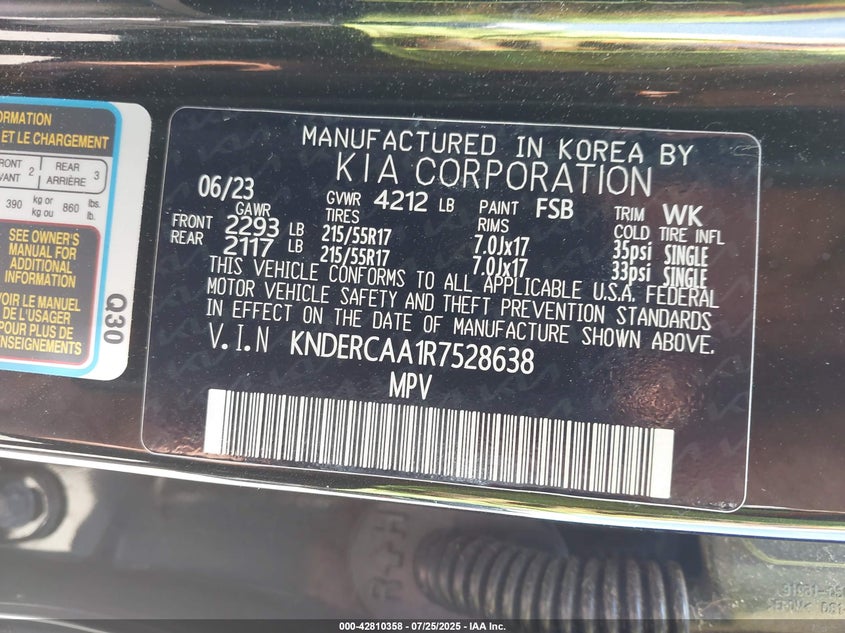 ORMATION
ET LE CHARGEMENT
RONT 2 REAR 3
VANT ARRIÈRE
390 kg or 860 lbs.
kg ou lb.
SEE OWNER'S
MANUAL FOR
ADDITIONAL
INFORMATION
VOIR LE MANUEL
DE L'USAGER
POUR PLUS DE
RENSEIGNEMENTS
Q30
MANUFACTURED IN KOREA BY
KIA CORPORATION
06/23 GVWR 4212 LB PAINT FSB TRIM WK
GAWR TIRES RIMS COLD TIRE INFL
FRONT 2293 LB 215/55R17 7.0Jx17 35psi SINGLE
REAR 2117 LB 215/55R17 7.0Jx17 33psi SINGLE
THIS VEHICLE CONFORMS TO ALL APPLICABLE U.S.A. FEDERAL
MOTOR VEHICLE SAFETY AND THEFT PREVENTION STANDARDS
IN EFFECT ON THE DATE OF MANUFACTURE SHOWN ABOVE.
V.I.N KNDERCAA1R7528638
MPV
000-42810358 | 07/25/2025 - IAA Inc.